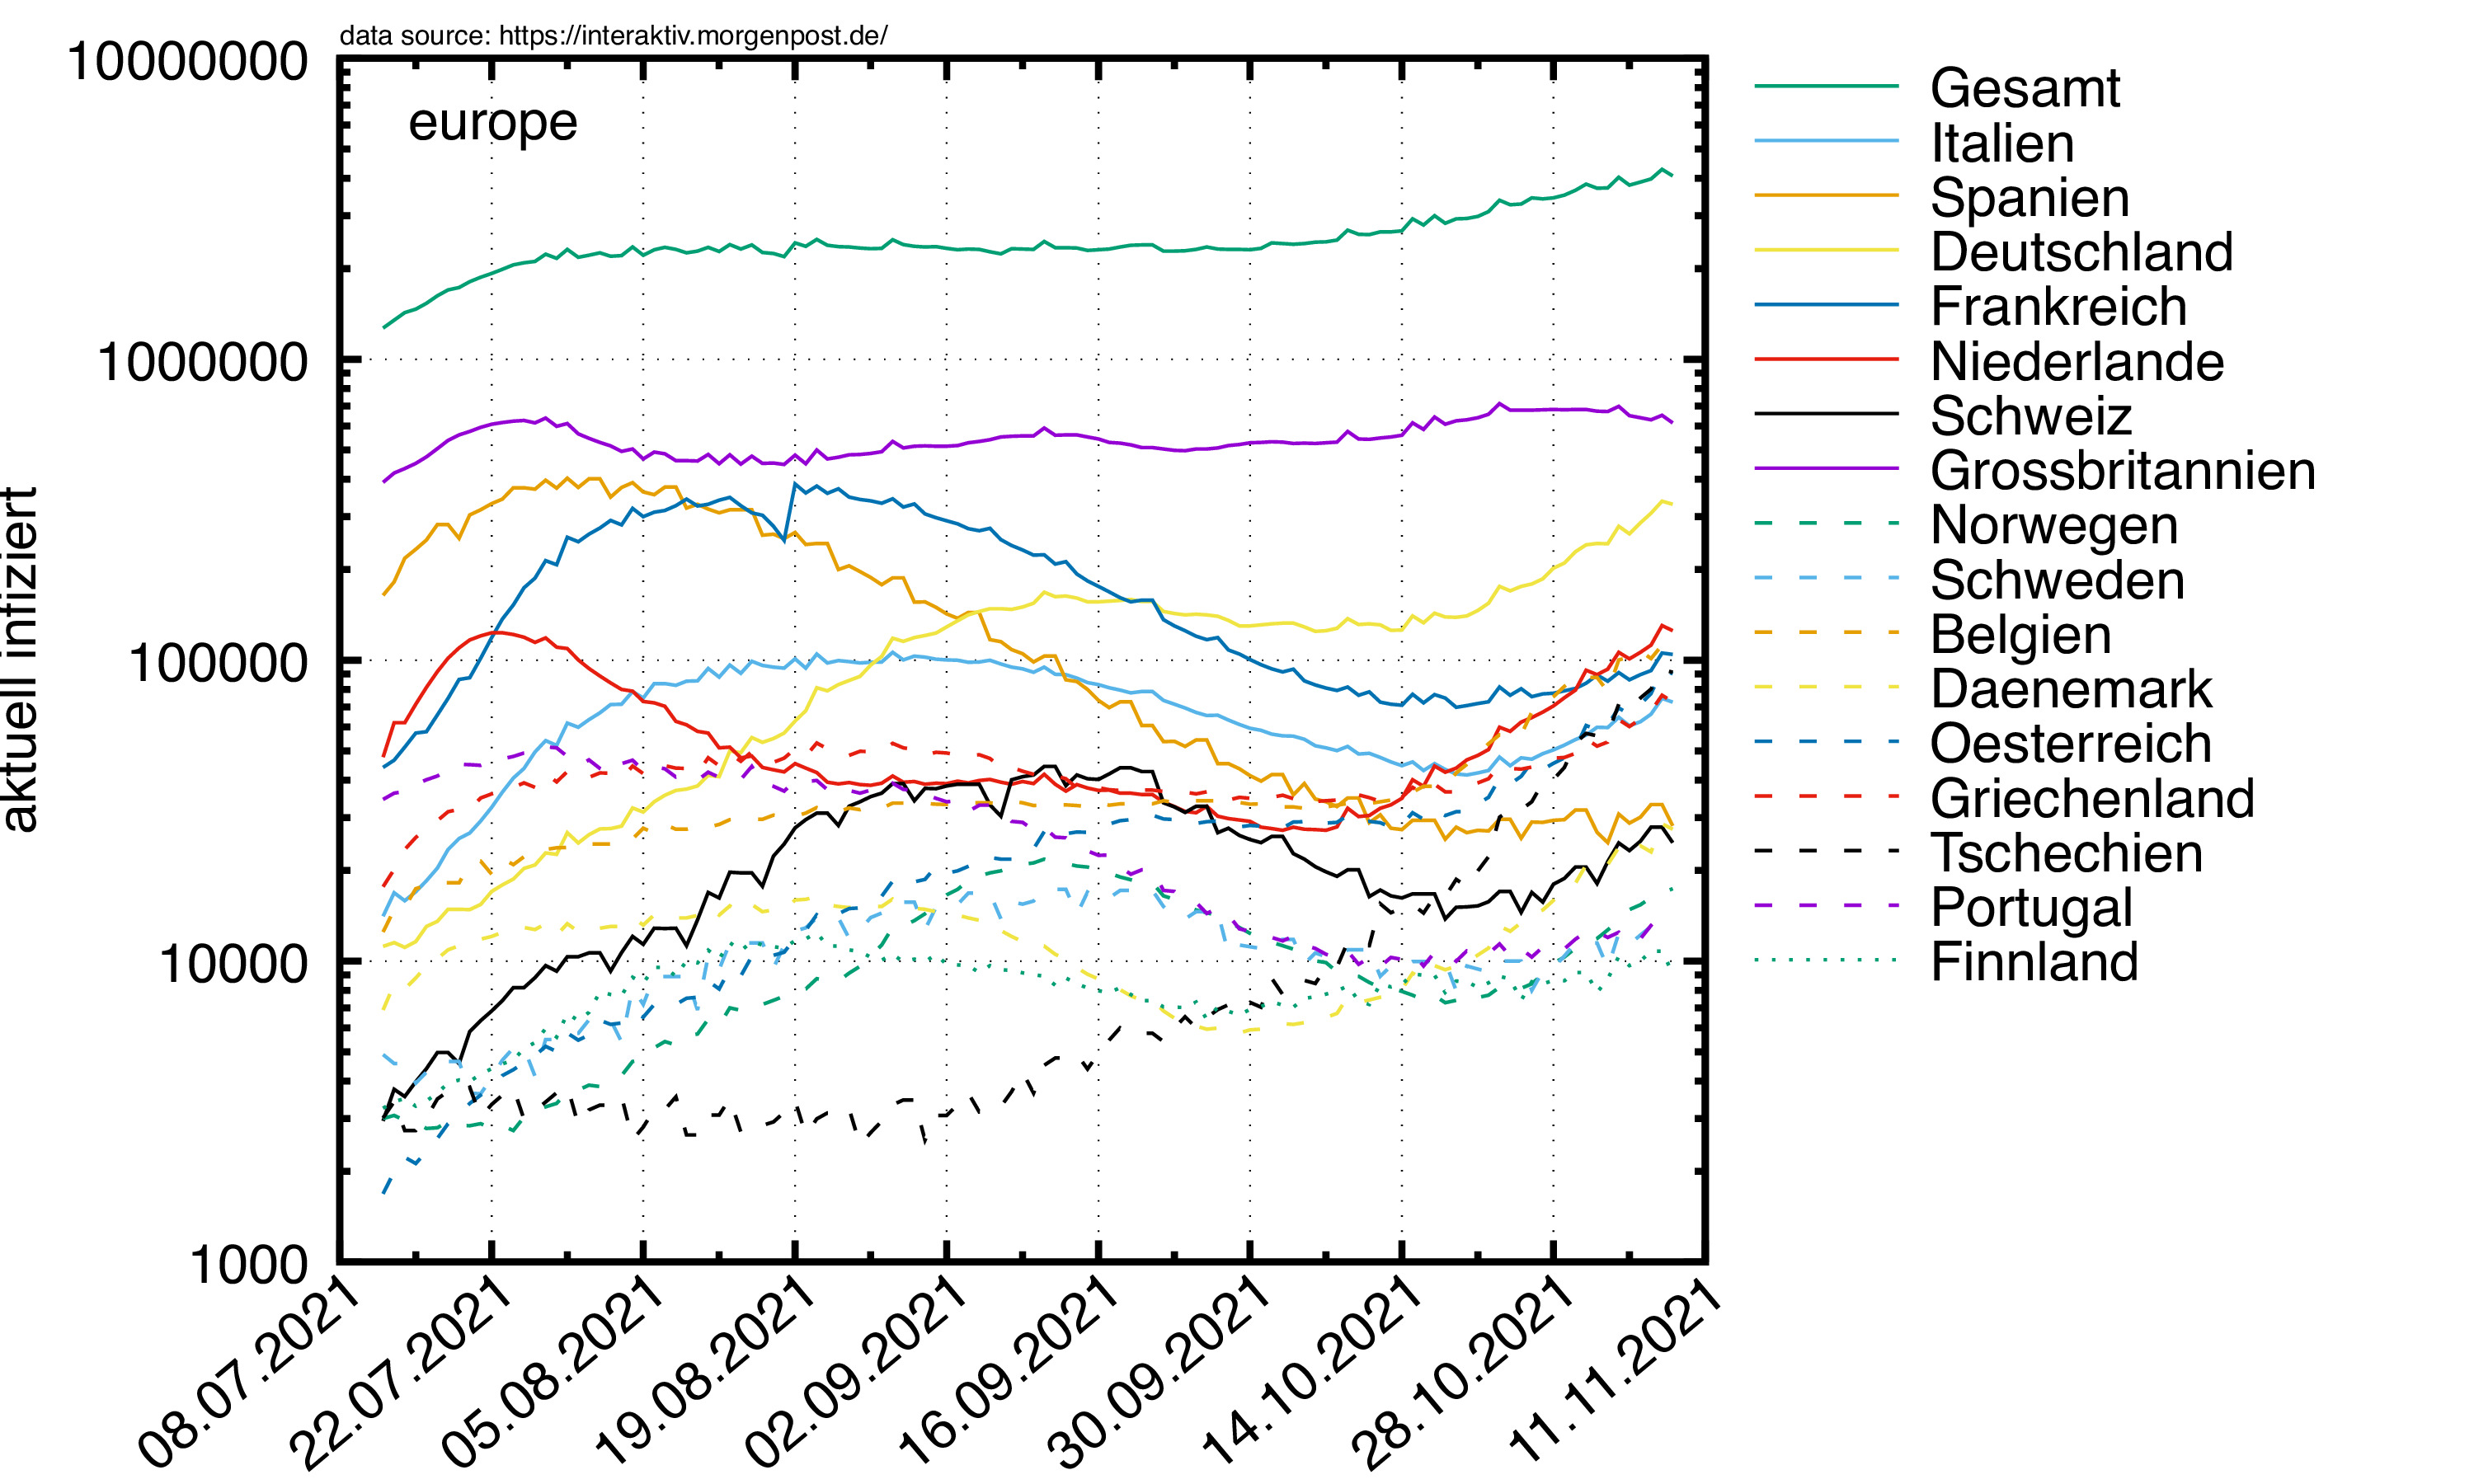 data source: https://interaktiv.morgenpost.de/
europe
aktuell infiziert
10000000
1000000
100000
10000
1000
08.07.2021
22.07.2021
05.08.2021
19.08.2021
02.09.2021
16.09.2021
30.09.2021
14.10.2021
28.10.2021
11.11.2021
Gesamt
Italien
Spanien
Deutschland
Frankreich
Niederlande
Schweiz
Grossbritannien
Norwegen
Schweden
Belgien
Daenemark
Oesterreich
Griechenland
Tschechien
Portugal
Finnland